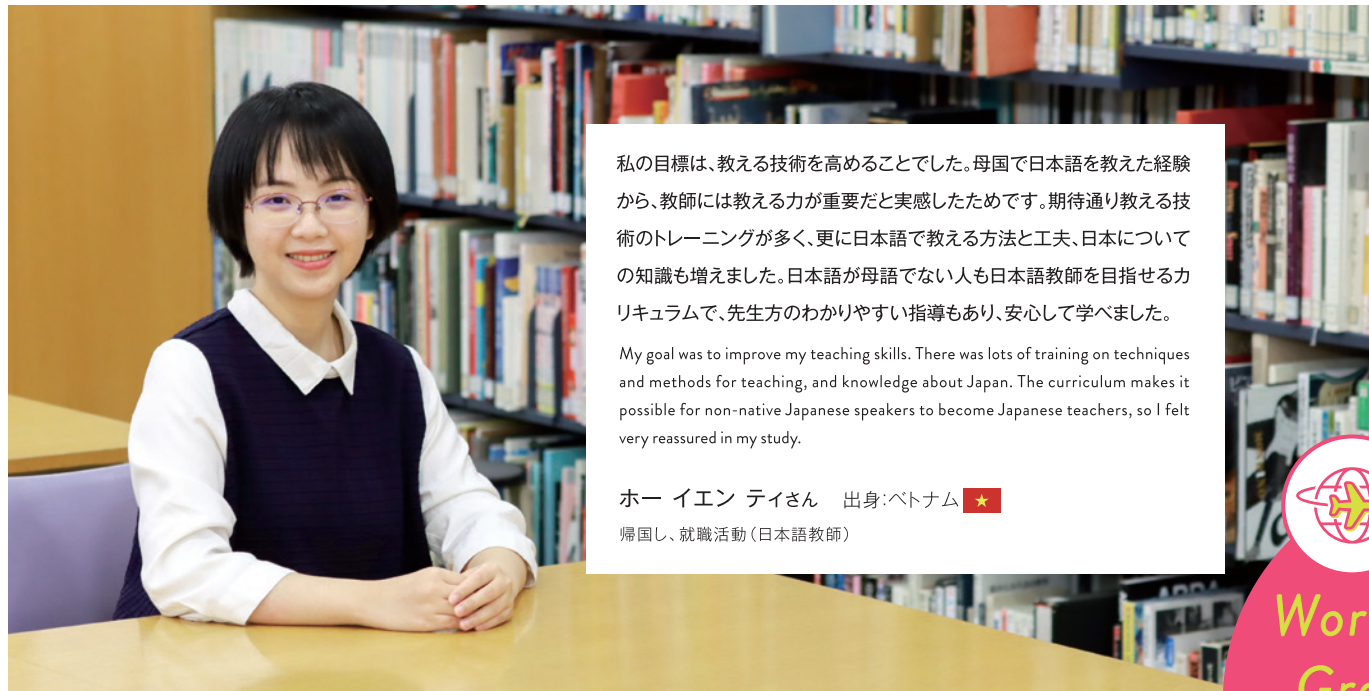 私の目標は、教える技術を高めることでした。母国で日本語を教えた経験
から、教師には教える力が重要だと実感したためです。期待通り教える技
術のトレーニングが多く、更に日本語で教える方法と工夫、日本について
の知識も増えました。日本語が母語でない人も日本語教師を目指せるカ
リキュラムで、先生方のわかりやすい指導もあり、安心して学べました。
My goal was to improve my teaching skills. There was lots of training on techniques
and methods for teaching, and knowledge about Japan. The curriculum makes it
possible for non-native Japanese speakers to become Japanese teachers, so I felt
very reassured in my study.
ホー イエン ティさん 出身:ベトナム
帰国し、就職活動（日本語教師）
Wor
Gre